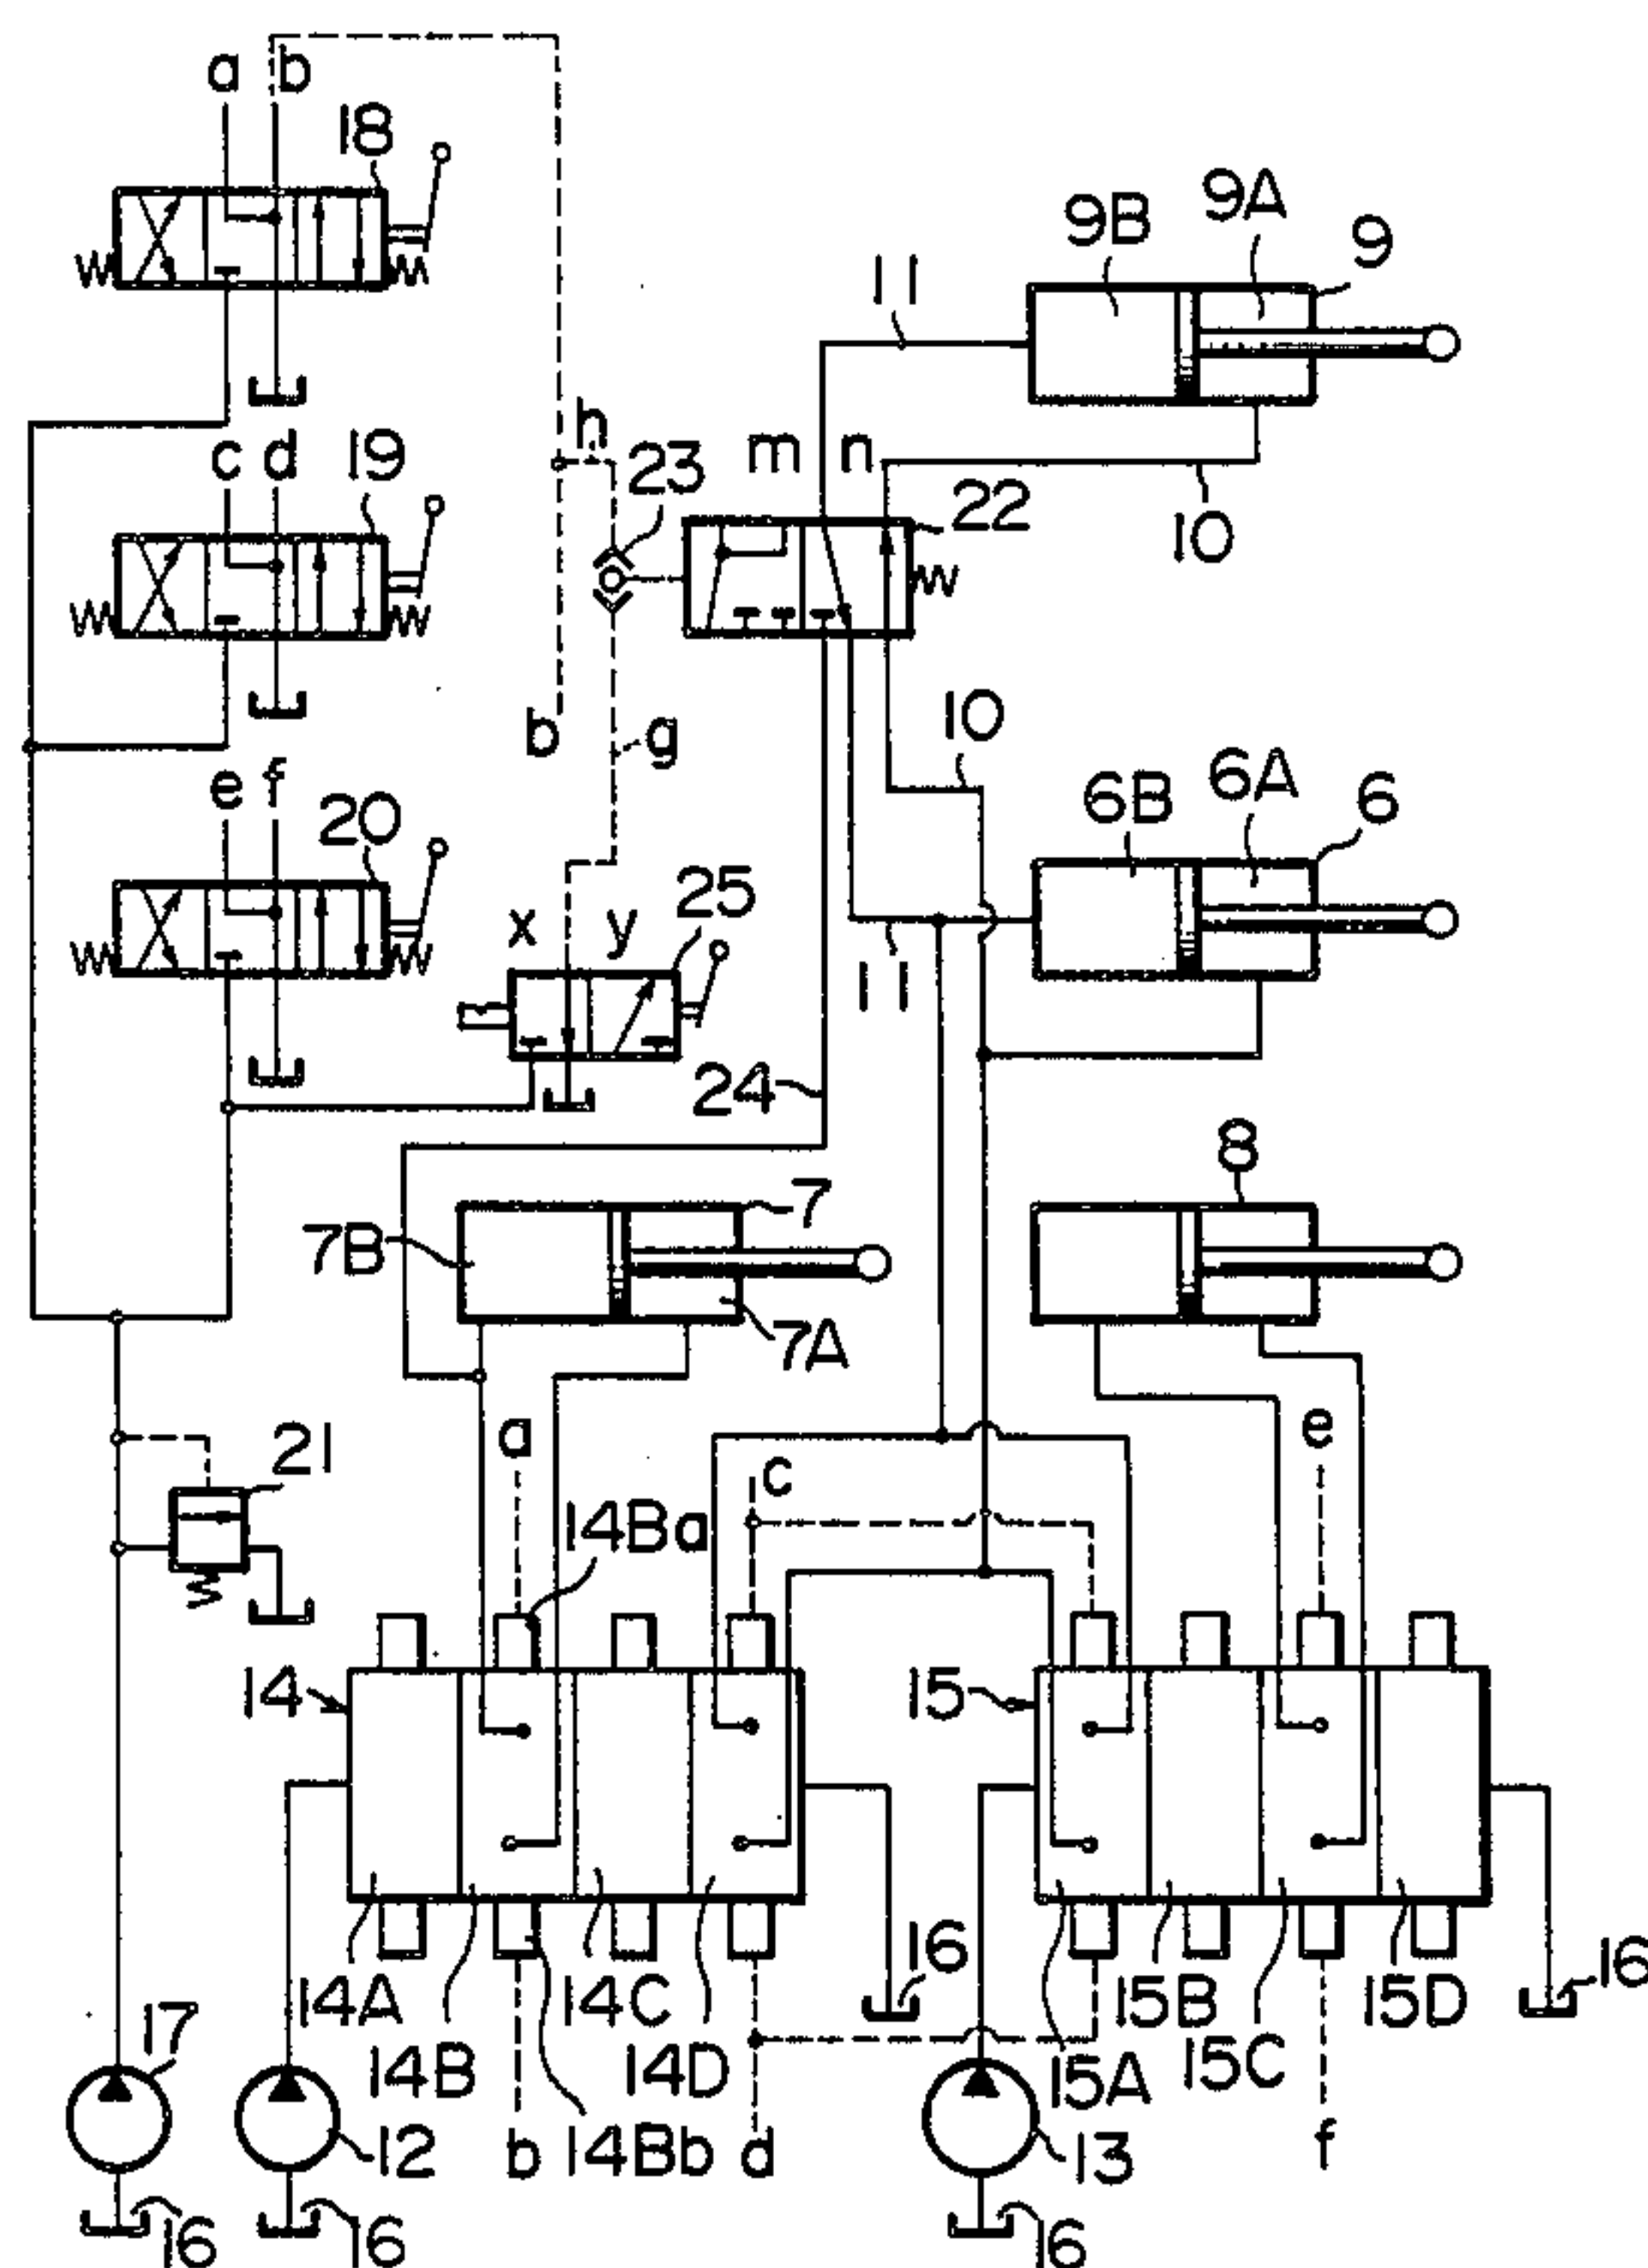 a b
18
9B 9A 9
11
c d 19
h 23 m n 22
10
e f 20
b g 10
6B 6A 6
x y 25
11
24
8
7B 7
7A
21 a e
c
14Ba
14 15
16 16
14A 14C 15B 15D
17 14B 14D 15A 15C
12 b 14Bb d 13 f
16 16 16